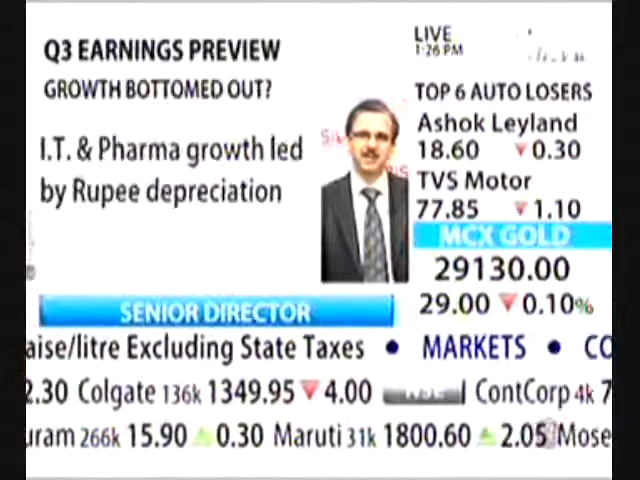 Q3 EARNINGS PREVIEW
GROWTH BOTTOMED OUT?
I.T. & Pharma growth led
by Rupee depreciation
SENIOR DIRECTOR
LIVE
1:26 PM
TOP 6 AUTO LOSERS
Ashok Leyland
18.60 ▼0.30
TVS Motor
77.85 ▼1.10
MCX GOLD
29130.00
29.00 ▼0.10%
aise/litre Excluding State Taxes • MARKETS • CO
2.30 Colgate 136k 1349.95 ▼4.00 NSE ContCorp 4k 7
uram 266k 15.90 ▲0.30 Maruti 31k 1800.60 ▲2.05 Mose